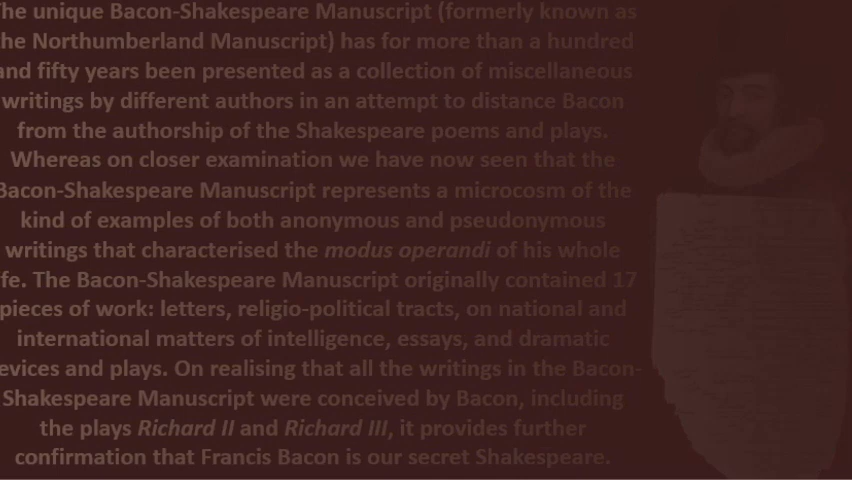 he unique Bacon-Shakespeare Manuscript (formerly known as
he Northumberland Manuscript) has for more than a hundred
and fifty years been presented as a collection of miscellaneous
writings by different authors in an attempt to distance Bacon
from the authorship of the Shakespeare poems and plays.
Whereas on closer examination we have now seen that the
Bacon-Shakespeare Manuscript represents a microcosm of the
kind of examples of both anonymous and pseudonymous
writings that characterised the modus operandi of his whole
fe. The Bacon-Shakespeare Manuscript originally contained 17
pieces of work: letters, religio-political tracts, on national and
international matters of intelligence, essays, and dramatic
evices and plays. On realising that all the writings in the Bacon-
Shakespeare Manuscript were conceived by Bacon, including
the plays Richard II and Richard III, it provides further
confirmation that Francis Bacon is our secret Shakespeare.